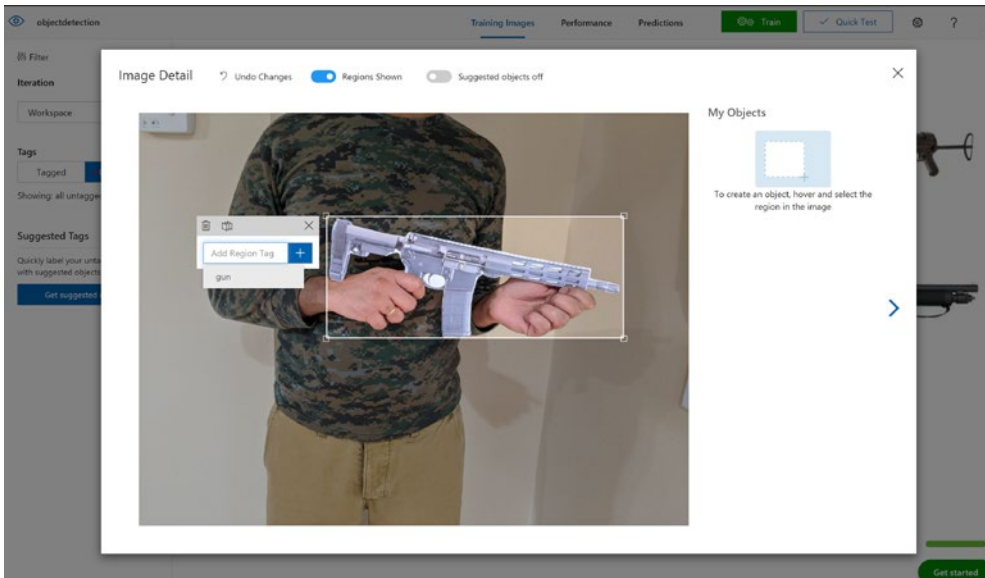 objectdetection
Training Images
Performance
Predictions
Train
Quick Test
?
Filter
Iteration
Workspace
Tags
Tagged
Showing: all untagge
Suggested Tags
Quickly label your unta
with suggested objects
Get suggested
Image Detail
Undo Changes
Regions Shown
Suggested objects off
Add Region Tag
gun
My Objects
To create an object, hover and select the
region in the image
Get started